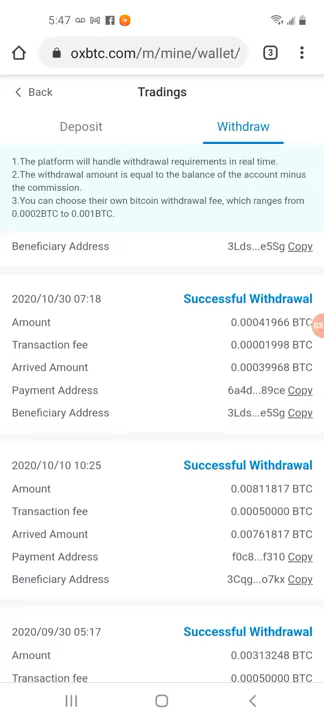 5:47
oxbtc.com/m/mine/wallet/
3
Back
Tradings
Deposit
Withdraw
1.The platform will handle withdrawal requirements in real time.
2.The withdrawal amount is equal to the balance of the account minus
the commission.
3.You can choose their own bitcoin withdrawal fee, which ranges from
0.0002BTC to 0.001BTC.
Beneficiary Address 3Lds...e5Sg Copy
2020/10/30 07:18 Successful Withdrawal
Amount 0.00041966 BTC
Transaction fee 0.00001998 BTC
Arrived Amount 0.00039968 BTC
Payment Address 6a4d...89ce Copy
Beneficiary Address 3Lds...e5Sg Copy
2020/10/10 10:25 Successful Withdrawal
Amount 0.00811817 BTC
Transaction fee 0.00050000 BTC
Arrived Amount 0.00761817 BTC
Payment Address f0c8...f310 Copy
Beneficiary Address 3Cqg...o7kx Copy
2020/09/30 05:17 Successful Withdrawal
Amount 0.00313248 BTC
Transaction fee 0.00050000 BTC